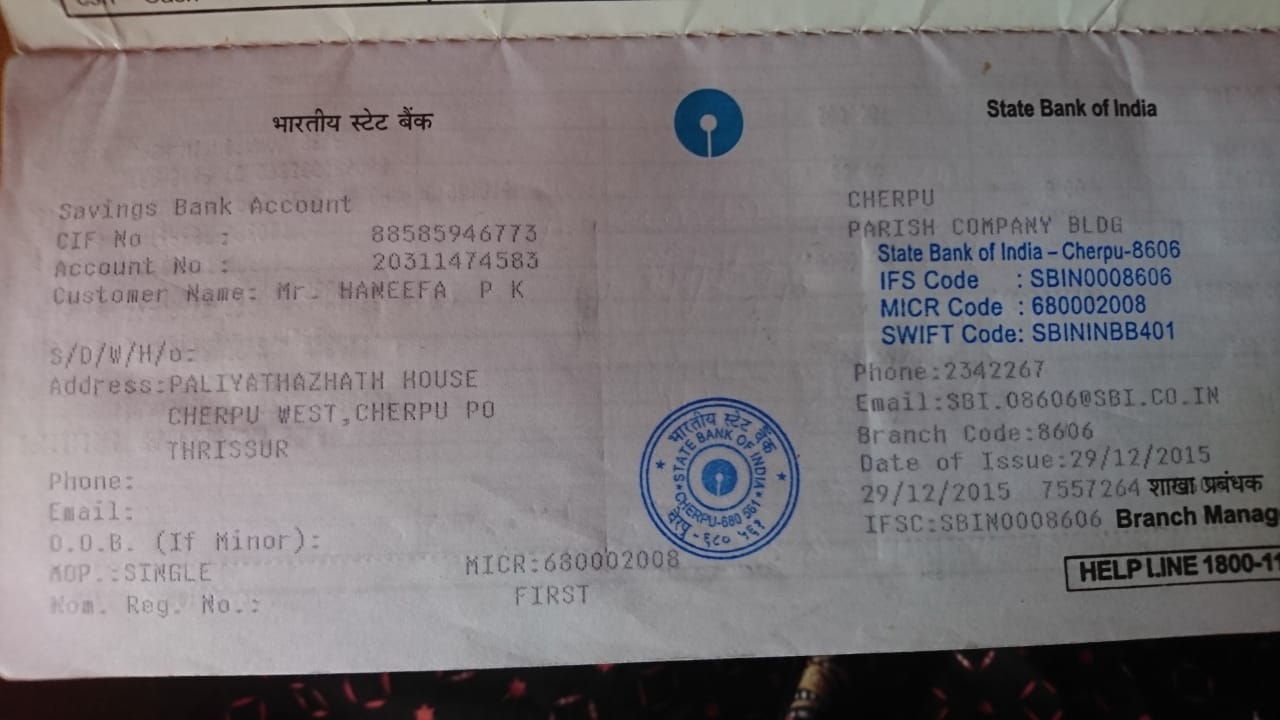 भारतीय स्टेट बैंक
State Bank of India
Savings Bank Account
CIF No : 88585946773
Account No : 20311474583
Customer Name: Mr. HANEEFA P K
S/D/W/H/o:
Address:PALIYATHAZHATH HOUSE
CHERPU WEST,CHERPU PO
THRISSUR
Phone:
Email:
D.O.B. (If Minor):
MOP.:SINGLE
MICR:680002008
Nom. Reg. No.:
FIRST
CHERPU
PARISH COMPANY BLDG
State Bank of India – Cherpu-8606
IFS Code : SBIN0008606
MICR Code : 680002008
SWIFT Code: SBININBB401
Phone:2342267
Email:SBI.08606@SBI.CO.IN
Branch Code:8606
Date of Issue:29/12/2015
29/12/2015 7557264 शाखा प्रबंधक
IFSC:SBIN0008606 Branch Manag
HELP LINE 1800-11
भारतीय स्टेट बैंक
STATE BANK OF INDIA
CHERPU-680 561